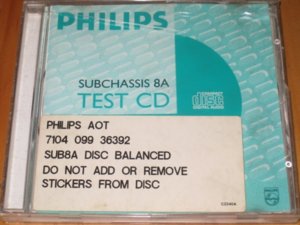 PHILIPS
SUBCHASSIS 8A
TEST CD
COMPACT
disc
DIGITAL AUDIO
PHILIPS AOT
7104 099 36392
SUB8A DISC BALANCED
DO NOT ADD OR REMOVE
STICKERS FROM DISC